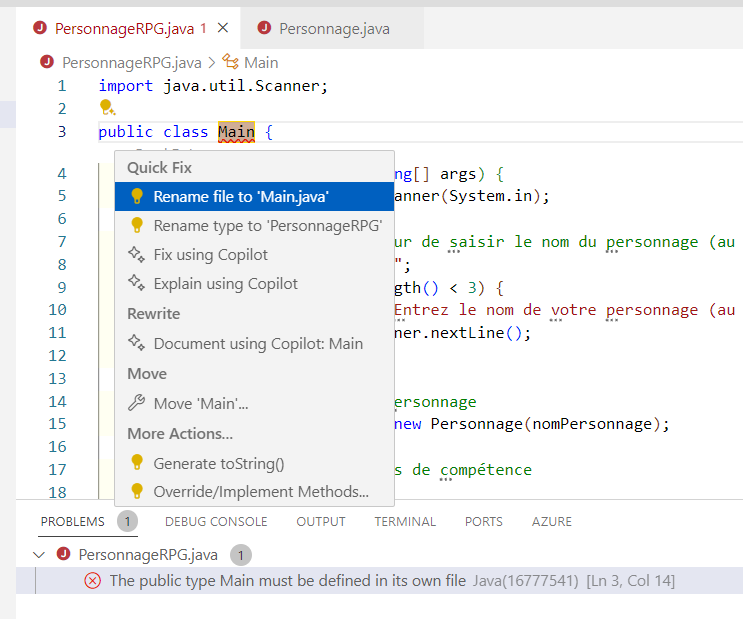 PersonnageRPG.java 1
Personnage.java
PersonnageRPG.java > Main
1 import java.util.Scanner;
2
3 public class Main {
4 ng[] args) {
5 anner(System.in);
6
7 ur de saisir le nom du personnage (au
8 ";
9 gth() < 3) {
10 Entrez le nom de votre personnage (au
11 ner.nextLine();
12
13
14 ersonnage
15 new Personnage(nomPersonnage);
16
17 s de compétence
18
Quick Fix
Rename file to 'Main.java'
Rename type to 'PersonnageRPG'
Fix using Copilot
Explain using Copilot
Rewrite
Document using Copilot: Main
Move
Move 'Main'...
More Actions...
Generate toString()
Override/Implement Methods...
PROBLEMS 1 DEBUG CONSOLE OUTPUT TERMINAL PORTS AZURE
PersonnageRPG.java 1
The public type Main must be defined in its own file Java(16777541) [Ln 3, Col 14]